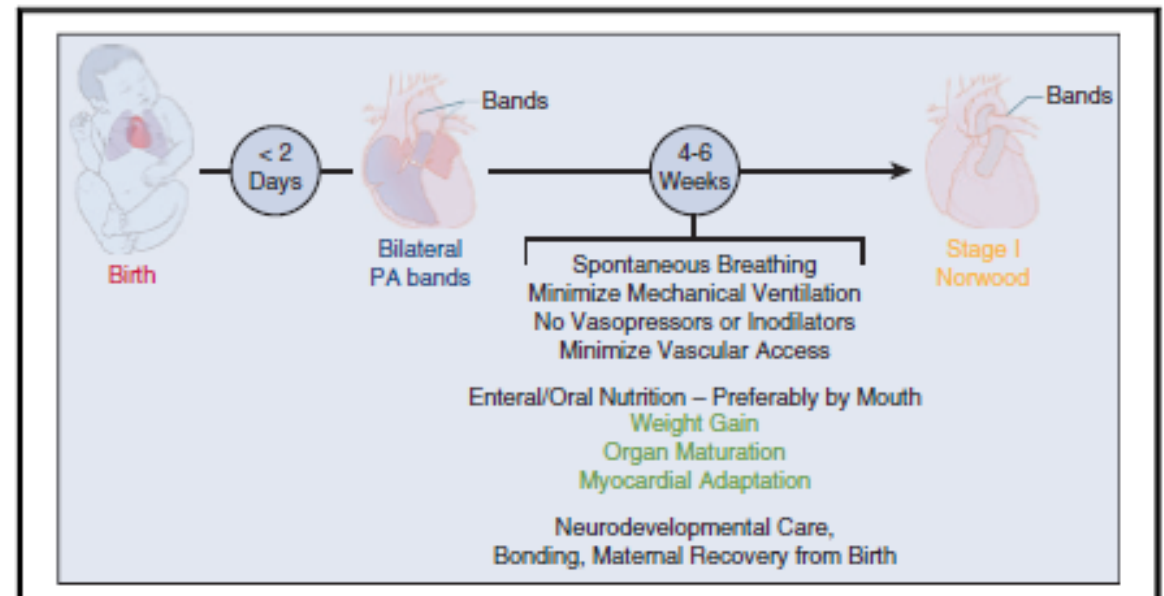 Bands
Bands
< 2
Days
4-6
Weeks
Birth
Bilateral
PA bands
Stage I
Norwood
Spontaneous Breathing
Minimize Mechanical Ventilation
No Vasopressors or Inodilators
Minimize Vascular Access
Enteral/Oral Nutrition – Preferably by Mouth
Weight Gain
Organ Maturation
Myocardial Adaptation
Neurodevelopmental Care,
Bonding, Maternal Recovery from Birth